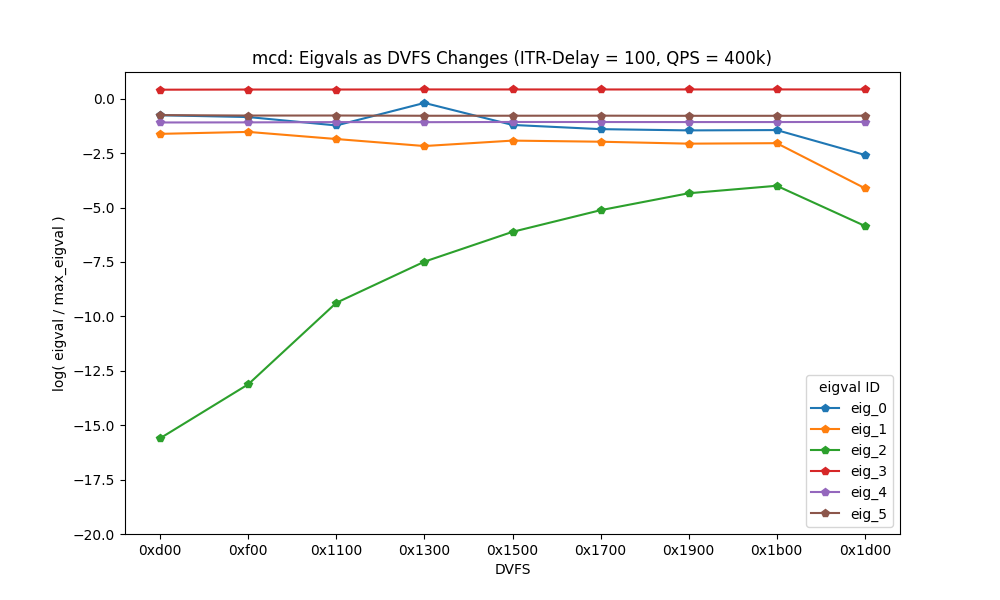 mcd: Eigvals as DVFS Changes (ITR-Delay = 100, QPS = 400k)
log( eigval / max_eigval )
0.0
−2.5
−5.0
−7.5
−10.0
−12.5
−15.0
−17.5
−20.0
0xd00 0xf00 0x1100 0x1300 0x1500 0x1700 0x1900 0x1b00 0x1d00
DVFS
eigval ID
eig_0
eig_1
eig_2
eig_3
eig_4
eig_5